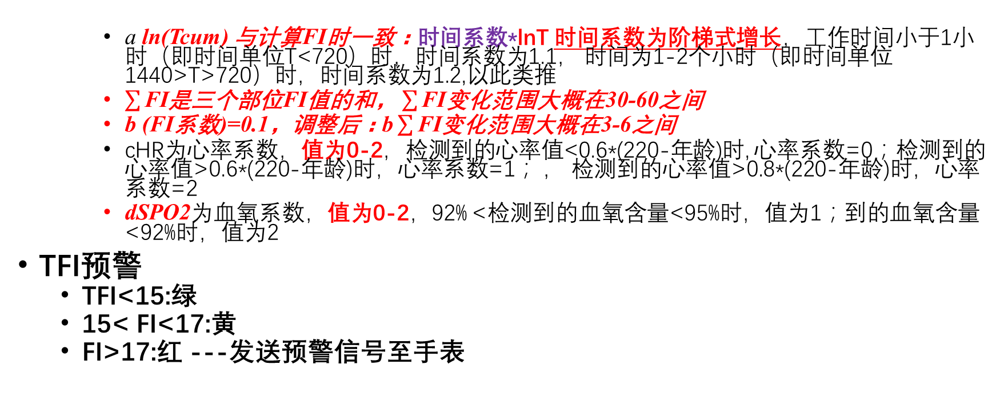 • a ln(Tcum) 与计算FI时一致：时间系数*lnT 时间系数为阶梯式增长， 工作时间小于1小
时（即时间单位T<720）时，时间系数为1.1， 时间为1-2个小时（即时间单位
1440>T>720）时，时间系数为1.2,以此类推
• ∑ FI是三个部位FI值的和， ∑ FI变化范围大概在30-60之间
• b (FI系数)=0.1， 调整后：b ∑ FI变化范围大概在3-6之间
• cHR为心率系数，值为0-2， 检测到的心率值<0.6*(220-年龄)时,心率系数=0；检测到的
心率值>0.6*(220-年龄)时，心率系数=1；， 检测到的心率值>0.8*(220-年龄)时，心率
系数=2
• dSPO2为血氧系数，值为0-2，92% <检测到的血氧含量<95%时，值为1；到的血氧含量
<92%时，值为2
• TFI预警
• TFI<15:绿
• 15< FI<17:黄
• FI>17:红 ---发送预警信号至手表